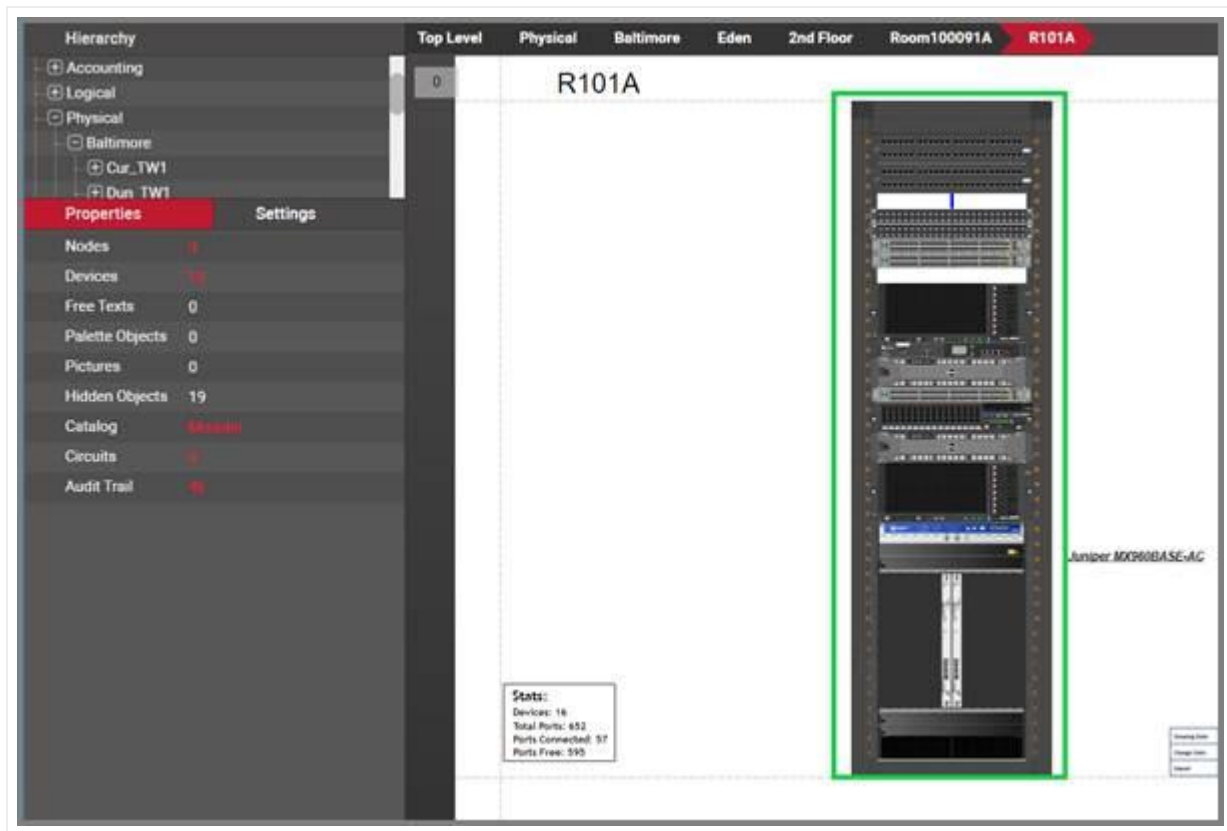 Hierarchy
Top Level Physical Baltimore Eden 2nd Floor Room100091A R101A
Accounting
Logical
Physical
Baltimore
Cur_TW1
Dun_TW1
Properties Settings
Nodes
Devices
Free Texts 0
Palette Objects 0
Pictures 0
Hidden Objects 19
Catalog
Circuits
Audit Trail
0
R101A
Juniper MX960BASE-AC
Stats:
Devices: 16
Total Ports: 652
Ports Connected: 57
Ports Free: 595